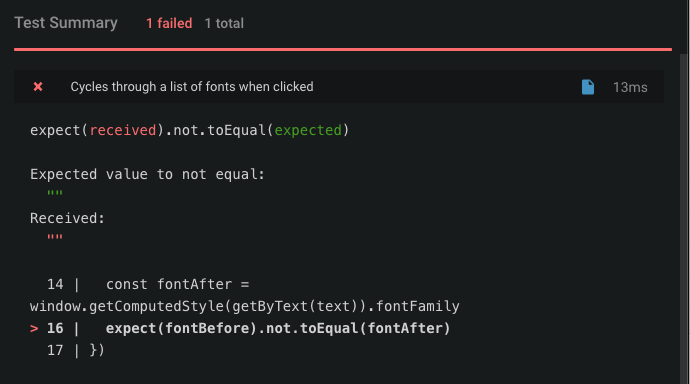 Test Summary 1 failed 1 total
✖ Cycles through a list of fonts when clicked 13ms
expect(received).not.toEqual(expected)
Expected value to not equal:
""
Received:
""
14 | const fontAfter =
window.getComputedStyle(getByText(text)).fontFamily
> 16 | expect(fontBefore).not.toEqual(fontAfter)
17 | })